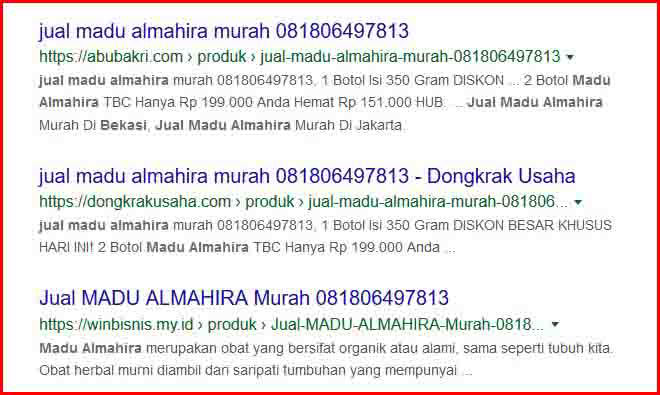 jual madu almahira murah 081806497813
https://abubakri.com › produk › jual-madu-almahira-murah-081806497813
jual madu almahira murah 081806497813, 1 Botol Isi 350 Gram DISKON ... 2 Botol Madu
Almahira TBC Hanya Rp 199.000 Anda Hemat Rp 151.000 HUB. ... Jual Madu Almahira
Murah Di Bekasi, Jual Madu Almahira Murah Di Jakarta.
jual madu almahira murah 081806497813 - Dongkrak Usaha
https://dongkrakusaha.com › produk › jual-madu-almahira-murah-081806...
jual madu almahira murah 081806497813, 1 Botol Isi 350 Gram DISKON BESAR KHUSUS
HARI INI! 2 Botol Madu Almahira TBC Hanya Rp 199.000 Anda ...
Jual MADU ALMAHIRA Murah 081806497813
https://winbisnis.my.id › produk › Jual-MADU-ALMAHIRA-Murah-0818...
Madu Almahira merupakan obat yang bersifat organik atau alami, sama seperti tubuh kita.
Obat herbal murni diambil dari saripati tumbuhan yang mempunyai ...